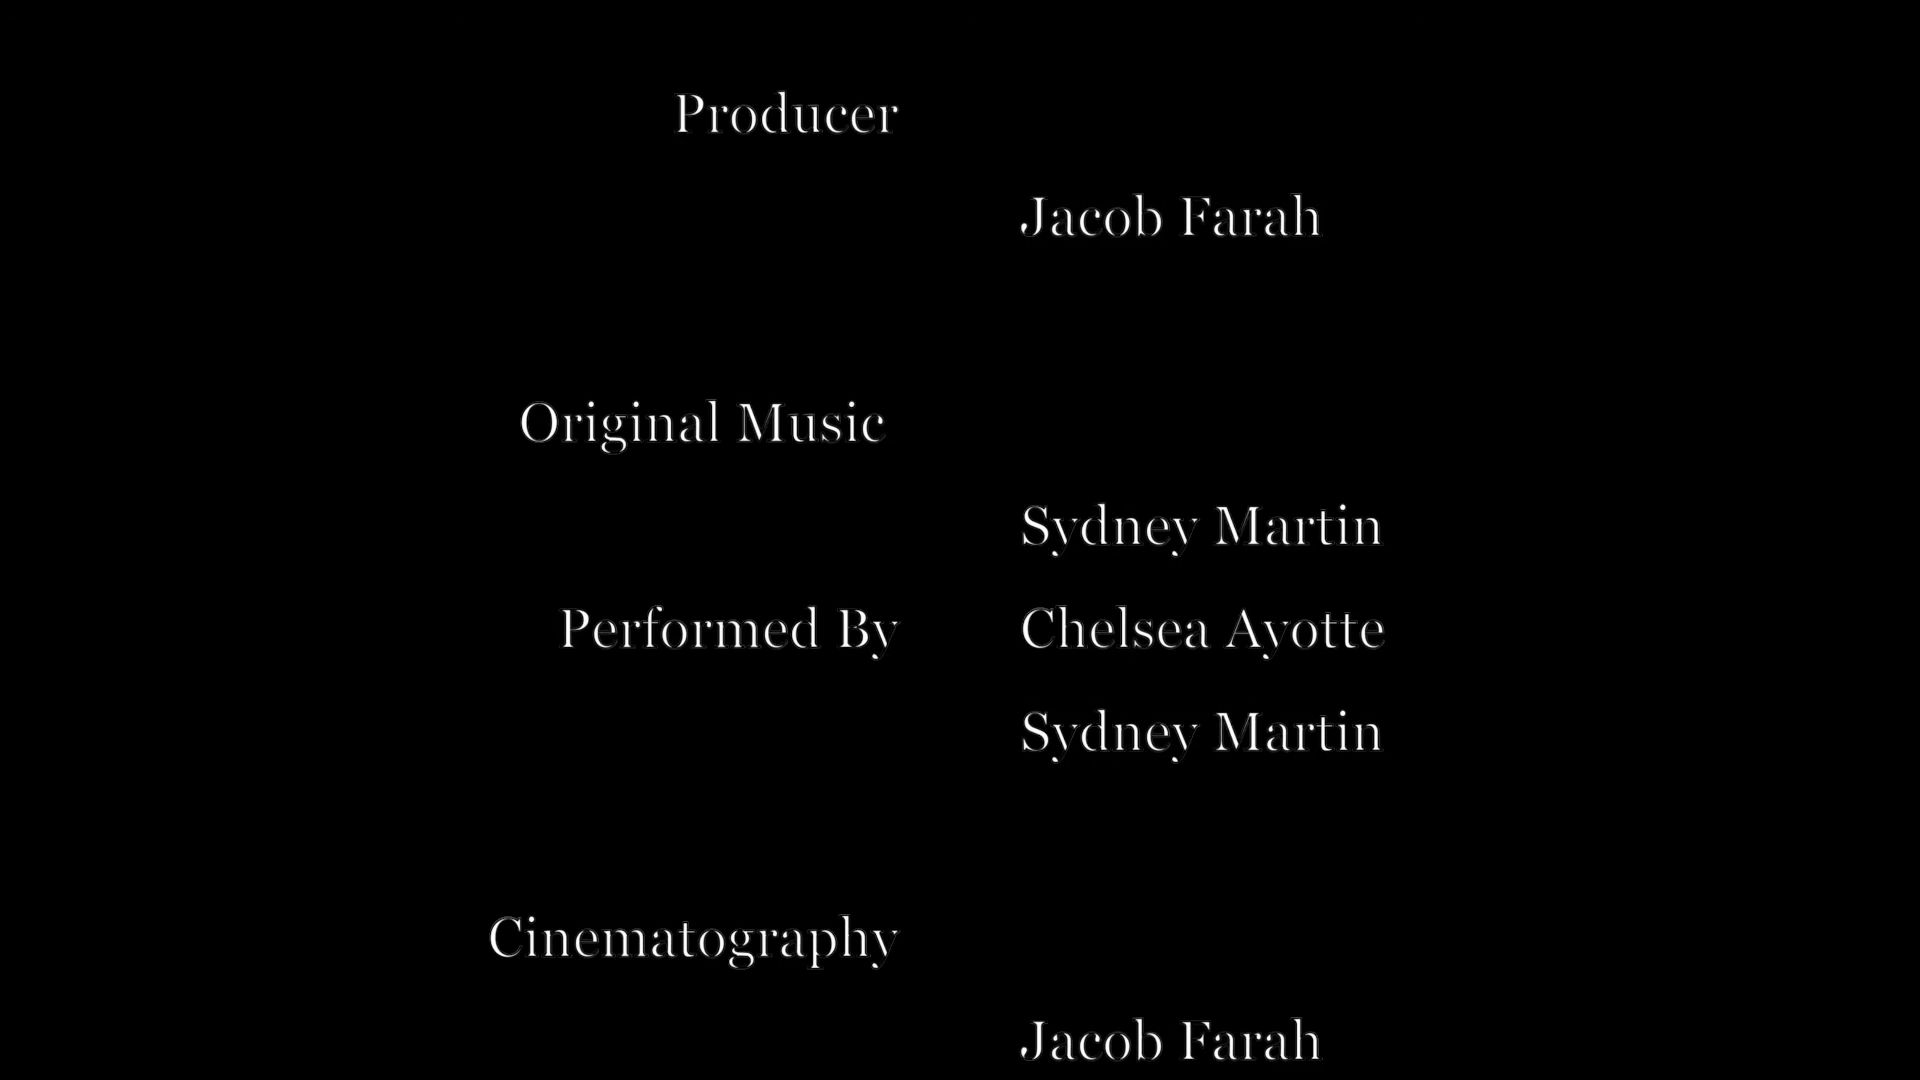 Producer
Jacob Farah
Original Music
Sydney Martin
Performed By Chelsea Ayotte
Sydney Martin
Cinematography
Jacob Farah